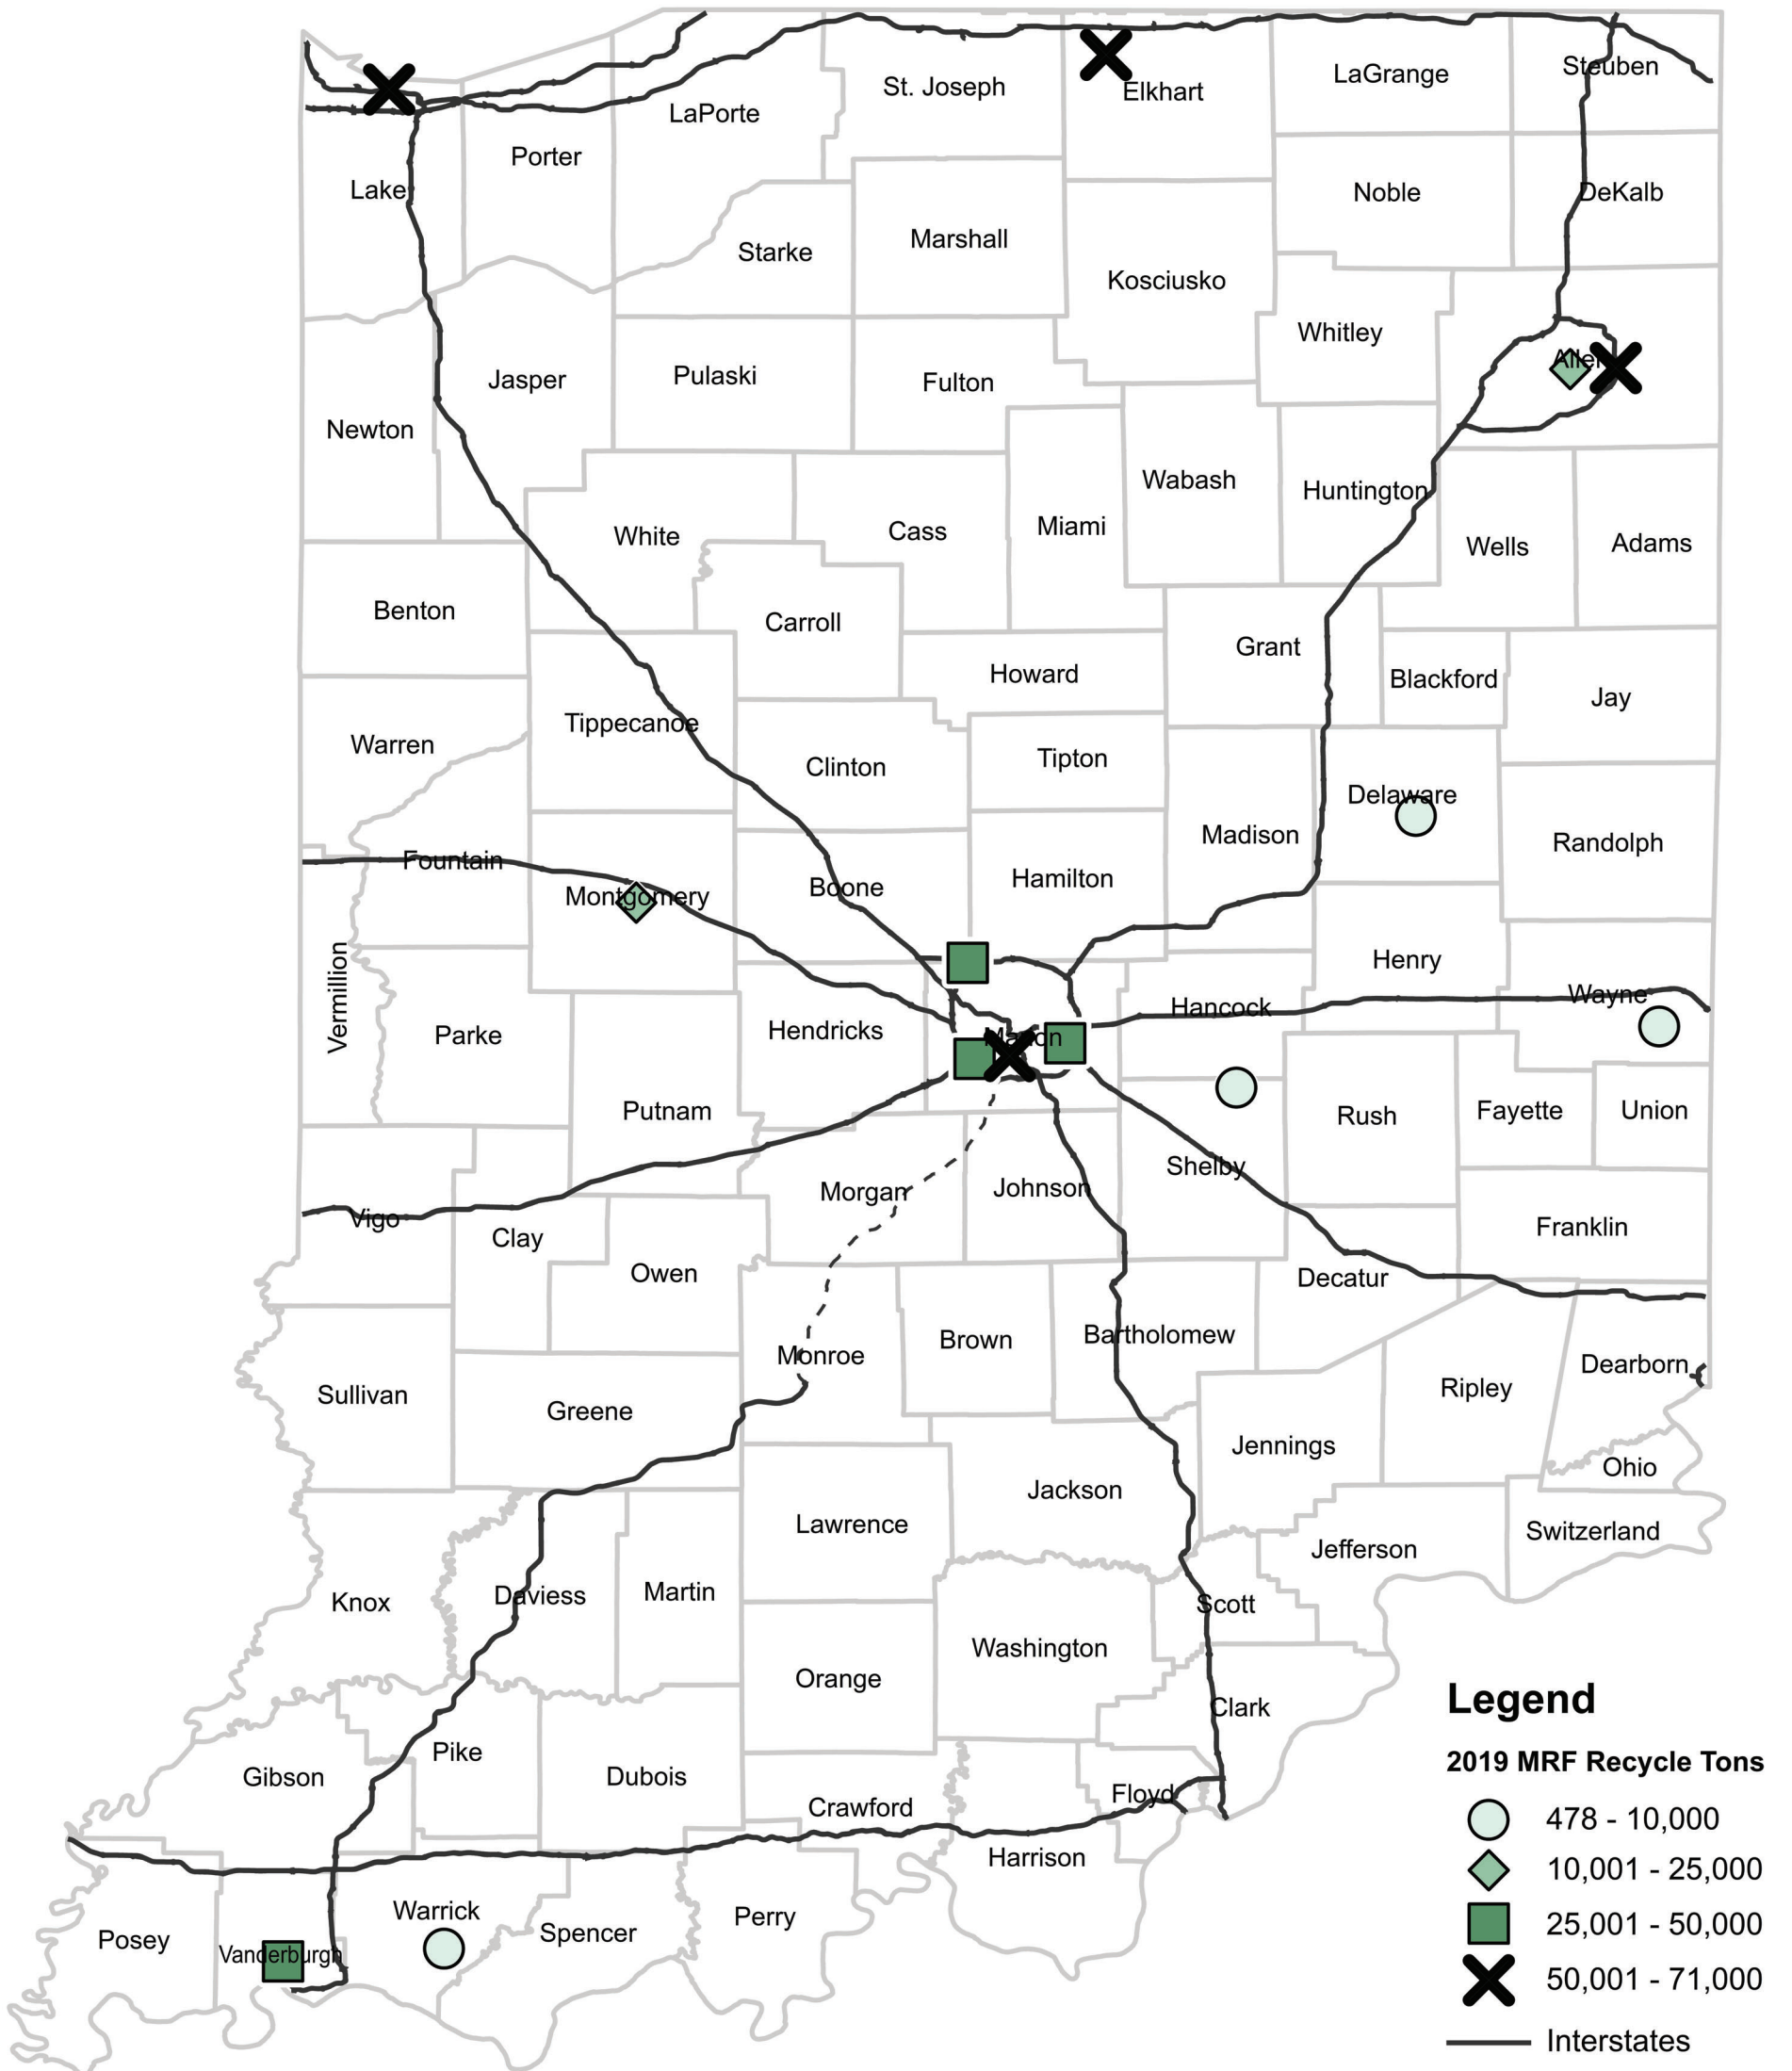 Steuben
LaGrange
St. Joseph
Elkhart
LaPorte
Porter
Lake
Noble
DeKalb
Marshall
Starke
Kosciusko
Whitley
Allen
Jasper
Pulaski
Fulton
Newton
Wabash
Huntington
White
Cass
Miami
Wells
Adams
Benton
Carroll
Grant
Howard
Blackford
Jay
Tippecanoe
Warren
Clinton
Tipton
Delaware
Madison
Randolph
Fountain
Montgomery
Boone
Hamilton
Vermillion
Henry
Wayne
Hancock
Parke
Hendricks
Marion
Putnam
Rush
Fayette
Union
Shelby
Morgan
Johnson
Vigo
Clay
Franklin
Owen
Decatur
Monroe
Brown
Bartholomew
Dearborn
Sullivan
Greene
Ripley
Jennings
Ohio
Jackson
Lawrence
Switzerland
Jefferson
Knox
Daviess
Martin
Scott
Washington
Orange
Clark
Gibson
Pike
Dubois
Crawford
Floyd
Harrison
Warrick
Perry
Spencer
Posey
Vanderburgh
Legend
2019 MRF Recycle Tons
478 - 10,000
10,001 - 25,000
25,001 - 50,000
50,001 - 71,000
Interstates